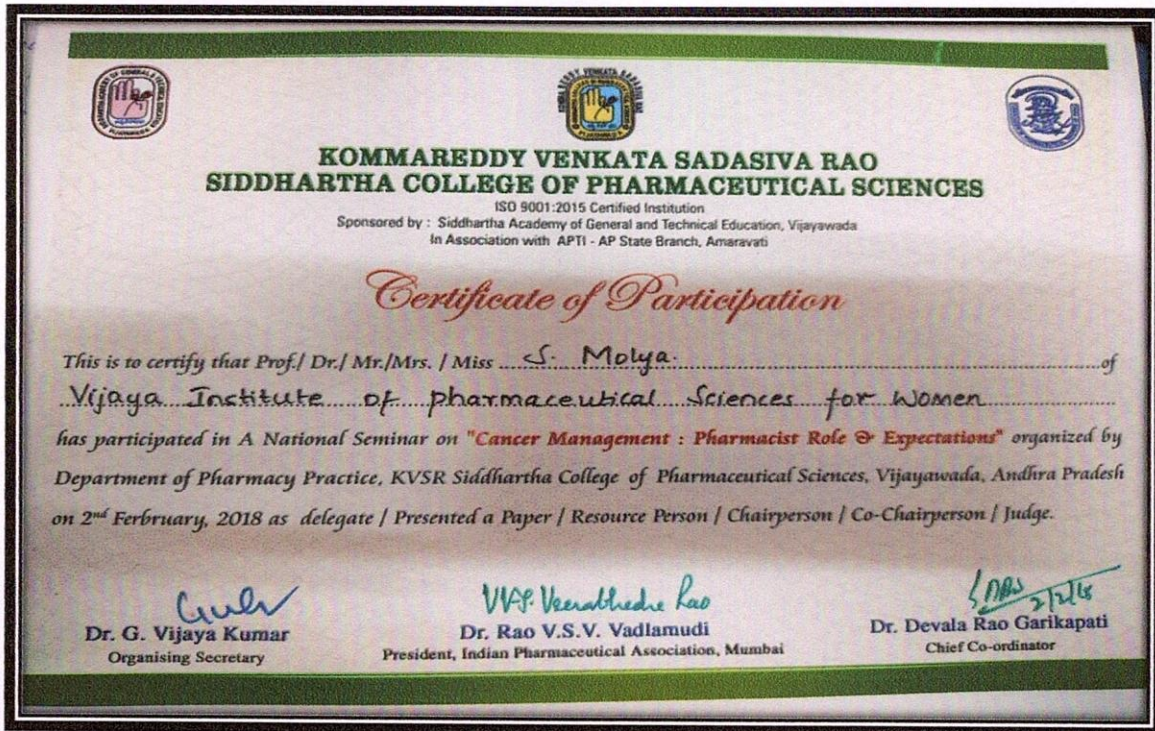 KOMMAREDDY VENKATA SADASIVA RAO
SIDDHARTHA COLLEGE OF PHARMACEUTICAL SCIENCES
ISO 9001:2015 Certified Institution
Sponsored by : Siddhartha Academy of General and Technical Education, Vijayawada
In Association with APTI - AP State Branch, Amaravati
Certificate of Participation
This is to certify that Prof./ Dr./ Mr./Mrs. / Miss S. Molya. of
Vijaya Institute of pharmaceutical Sciences for Women
has participated in A National Seminar on "Cancer Management : Pharmacist Role & Expectations" organized by
Department of Pharmacy Practice, KVSR Siddhartha College of Pharmaceutical Sciences, Vijayawada, Andhra Pradesh
on 2nd Ferbruary, 2018 as delegate / Presented a Paper / Resource Person / Chairperson / Co-Chairperson / Judge.
2/2/18
Dr. G. Vijaya Kumar Dr. Rao V.S.V. Vadlamudi Dr. Devala Rao Garikapati
Organising Secretary President, Indian Pharmaceutical Association, Mumbai Chief Co-ordinator